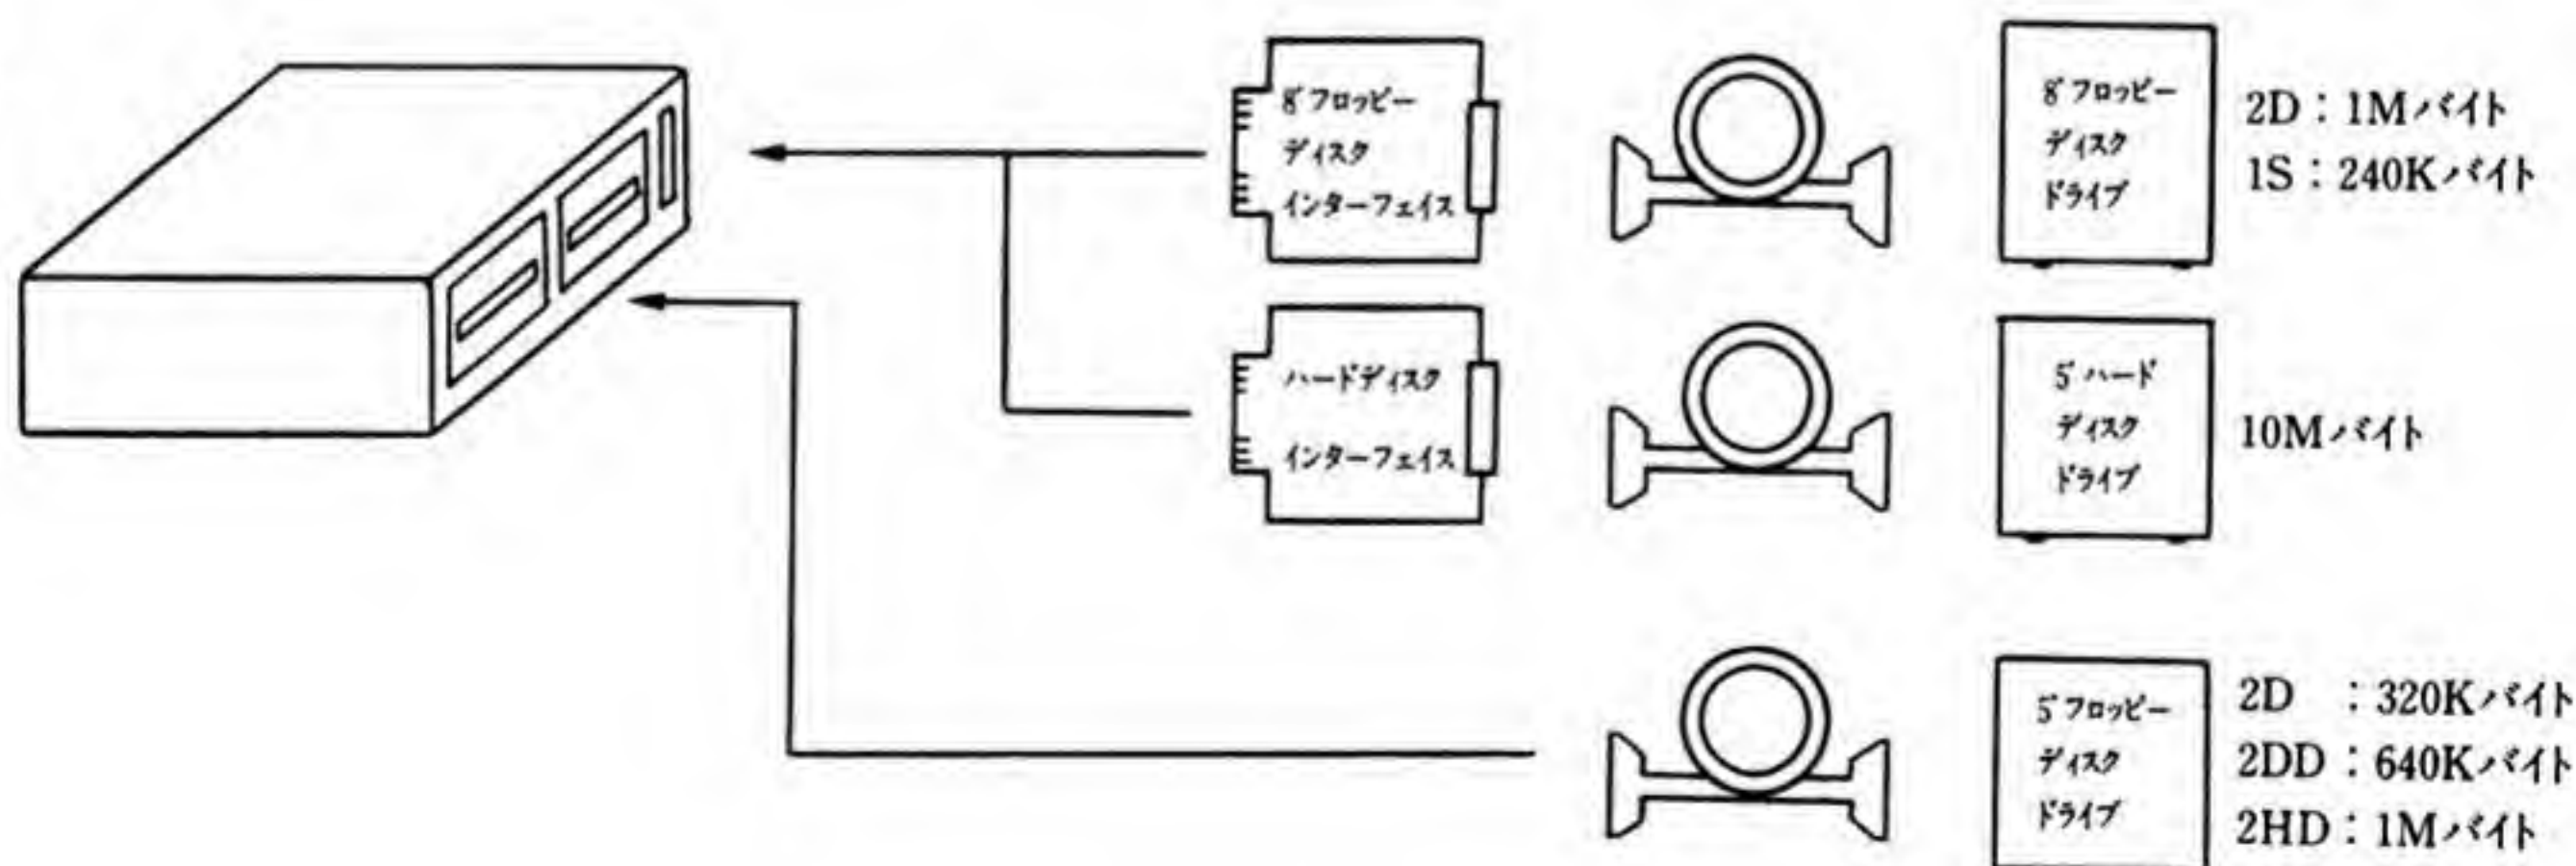 8"フロッピー
ディスク
インターフェイス
8"フロッピー
ディスク
ドライブ
2D：1Mバイト
1S：240Kバイト
ハードディスク
インターフェイス
5"ハード
ディスク
ドライブ
10Mバイト
5"フロッピー
ディスク
ドライブ
2D　：320Kバイト
2DD：640Kバイト
2HD：1Mバイト